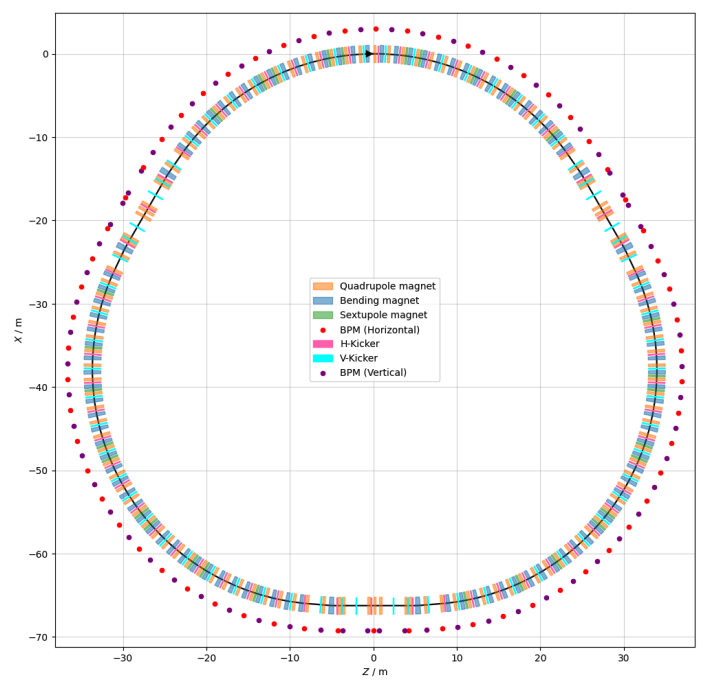 0
−10
−20
−30
−40
−50
−60
−70
X / m
Quadrupole magnet
Bending magnet
Sextupole magnet
BPM (Horizontal)
H-Kicker
V-Kicker
BPM (Vertical)
−30
−20
−10
0
10
20
30
Z / m